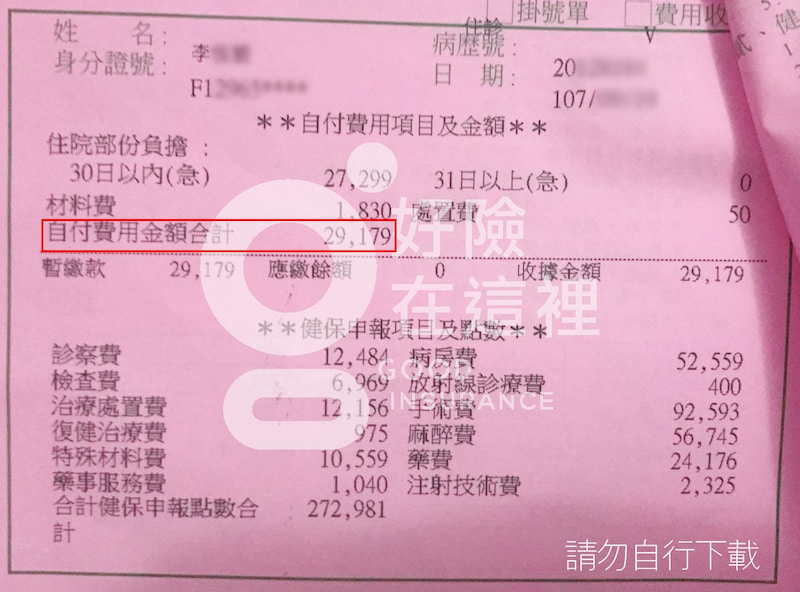 掛號單 費用收
住診 V
姓 名: 李 病歷號:
身分證號: F12965**** 日 期: 20
107/
**自付費用項目及金額**
住院部份負擔:
30日以內(急) 27,299 31日以上(急) 0
材料費 1,830 處置費 50
自付費用金額合計 29,179
暫繳款 29,179 應繳餘額 0 收據金額 29,179
**健保申報項目及點數**
診察費 12,484 病房費 52,559
檢查費 6,969 放射線診療費 400
治療處置費 12,156 手術費 92,593
復健治療費 975 麻醉費 56,745
特殊材料費 10,559 藥費 24,176
藥事服務費 1,040 注射技術費 2,325
合計健保申報點數合 272,981
計
好險
在這裡
GOOD
INSURANCE
請勿自行下載